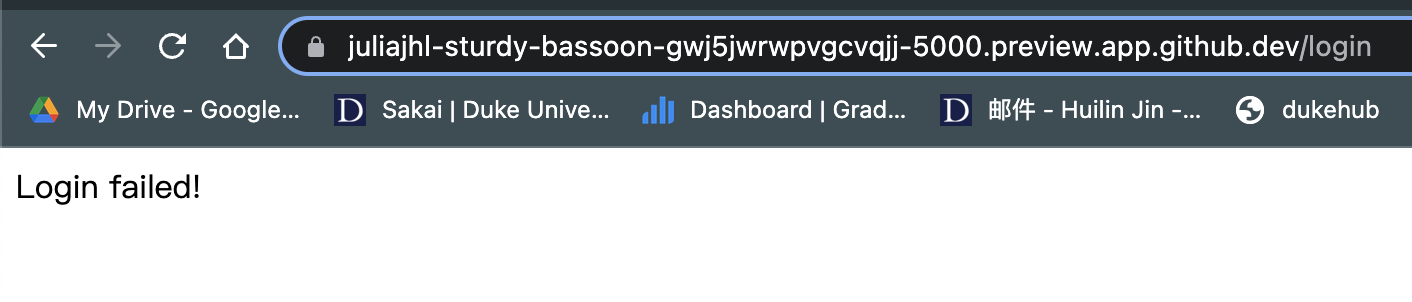 juliajhl-sturdy-bassoon-gwj5jwrwpvgcvqjj-5000.preview.app.github.dev/login
My Drive - Google... D Sakai | Duke Unive... Dashboard | Grad... D 邮件 - Huilin Jin -... dukehub
Login failed!